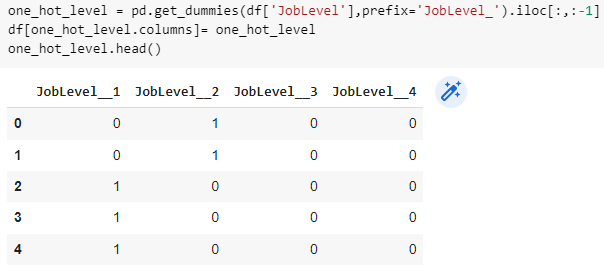 one_hot_level = pd.get_dummies(df['JobLevel'],prefix='JobLevel_').iloc[:,:-1]
df[one_hot_level.columns]= one_hot_level
one_hot_level.head()
JobLevel__1 JobLevel__2 JobLevel__3 JobLevel__4
0 0 1 0 0
1 0 1 0 0
2 1 0 0 0
3 1 0 0 0
4 1 0 0 0